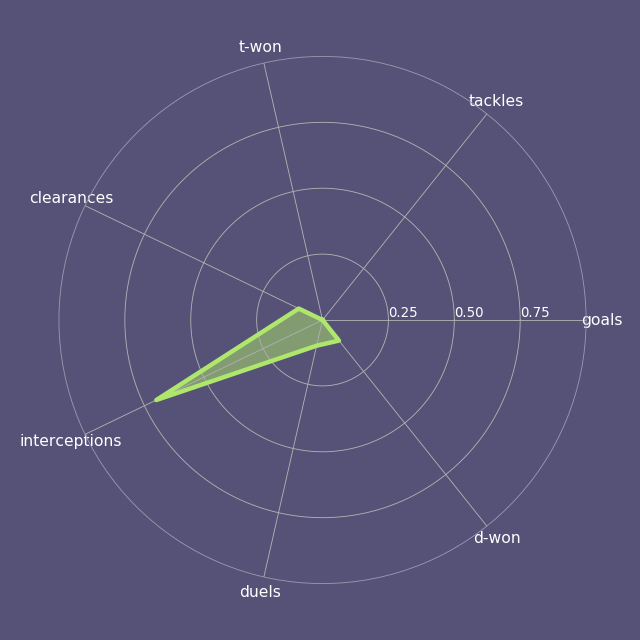 t-won
tackles
clearances
0.25 0.50 0.75
goals
interceptions
d-won
duels